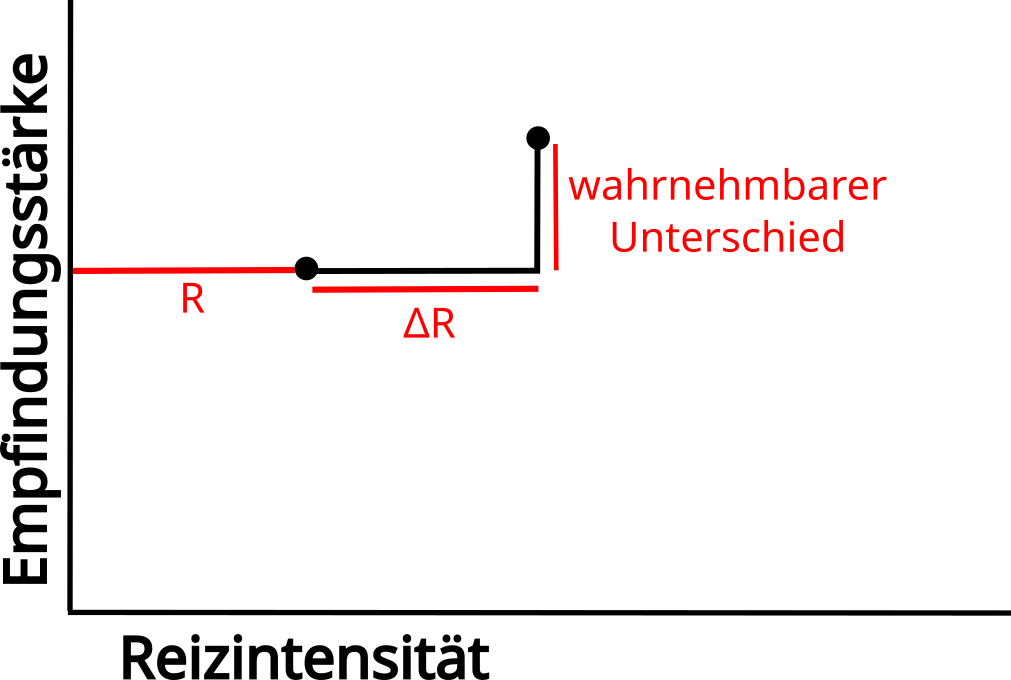 Empfindungsstärke
wahrnehmbarer
Unterschied
R
ΔR
Reizintensität